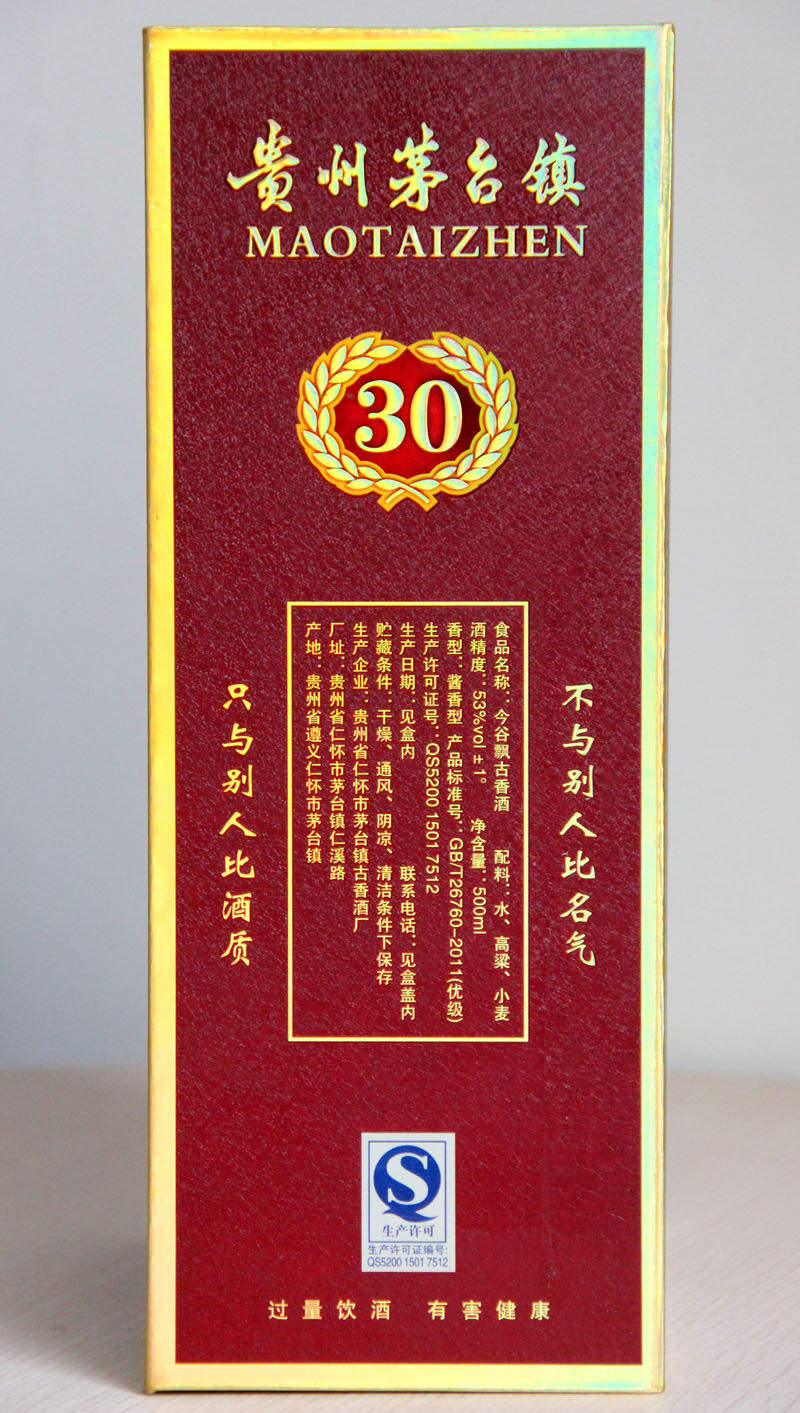 贵州茅台镇
MAOTAIZHEN
30
食品名称：今谷飘古香酒 配料：水、高粱、小麦
酒精度：53%vol±1° 净含量：500ml
香型：酱香型 产品标准号：GB/T26760-2011(优级)
生产许可证号：QS5200 1501 7512
生产日期：见盒内 联系电话：见盒盖内
贮藏条件：干燥、通风、阴凉、清洁条件下保存
生产企业：贵州省仁怀市茅台镇古香酒厂
厂址：贵州省仁怀市茅台镇仁溪路
产地：贵州省遵义仁怀市茅台镇
不与别人比名气
只与别人比酒质
S
生产许可
生产许可证编号:
QS5200 1501 7512
过量饮酒 有害健康